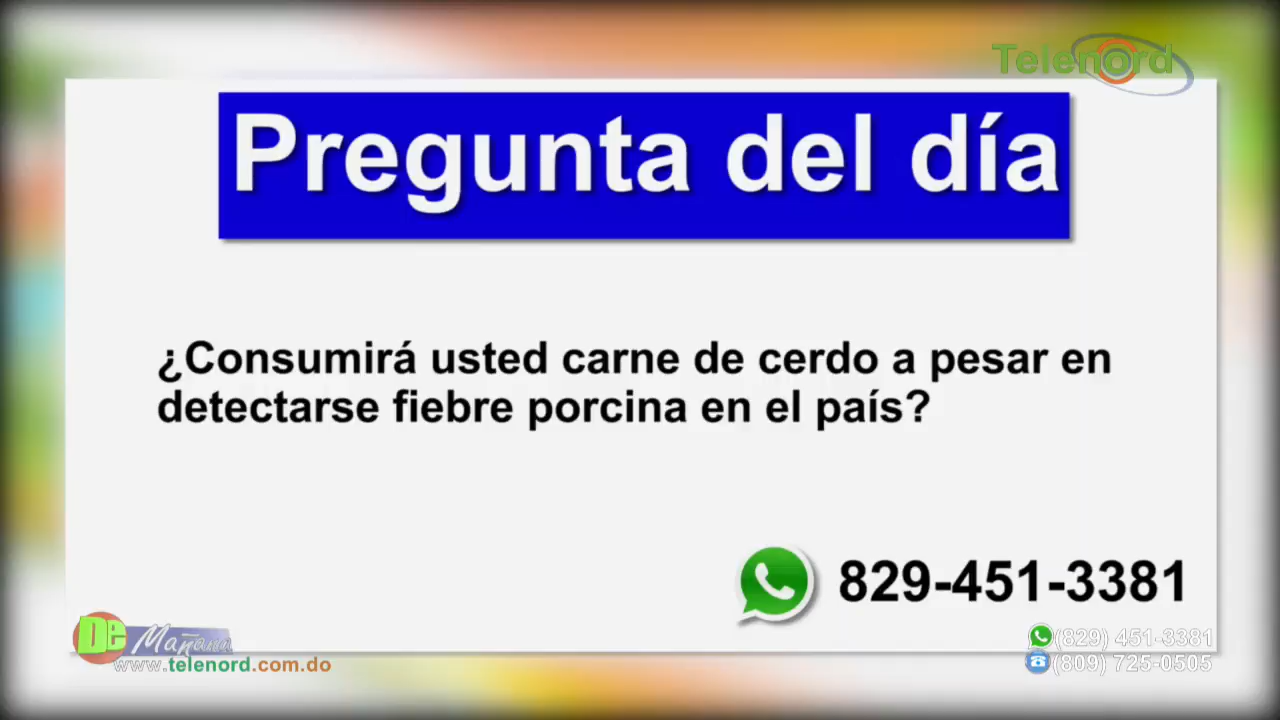 Telenord
Pregunta del día
¿Consumirá usted carne de cerdo a pesar en
detectarse fiebre porcina en el país?
829-451-3381
De Mañana
www.telenord.com.do
(829) 451-3381
(809) 725-0505